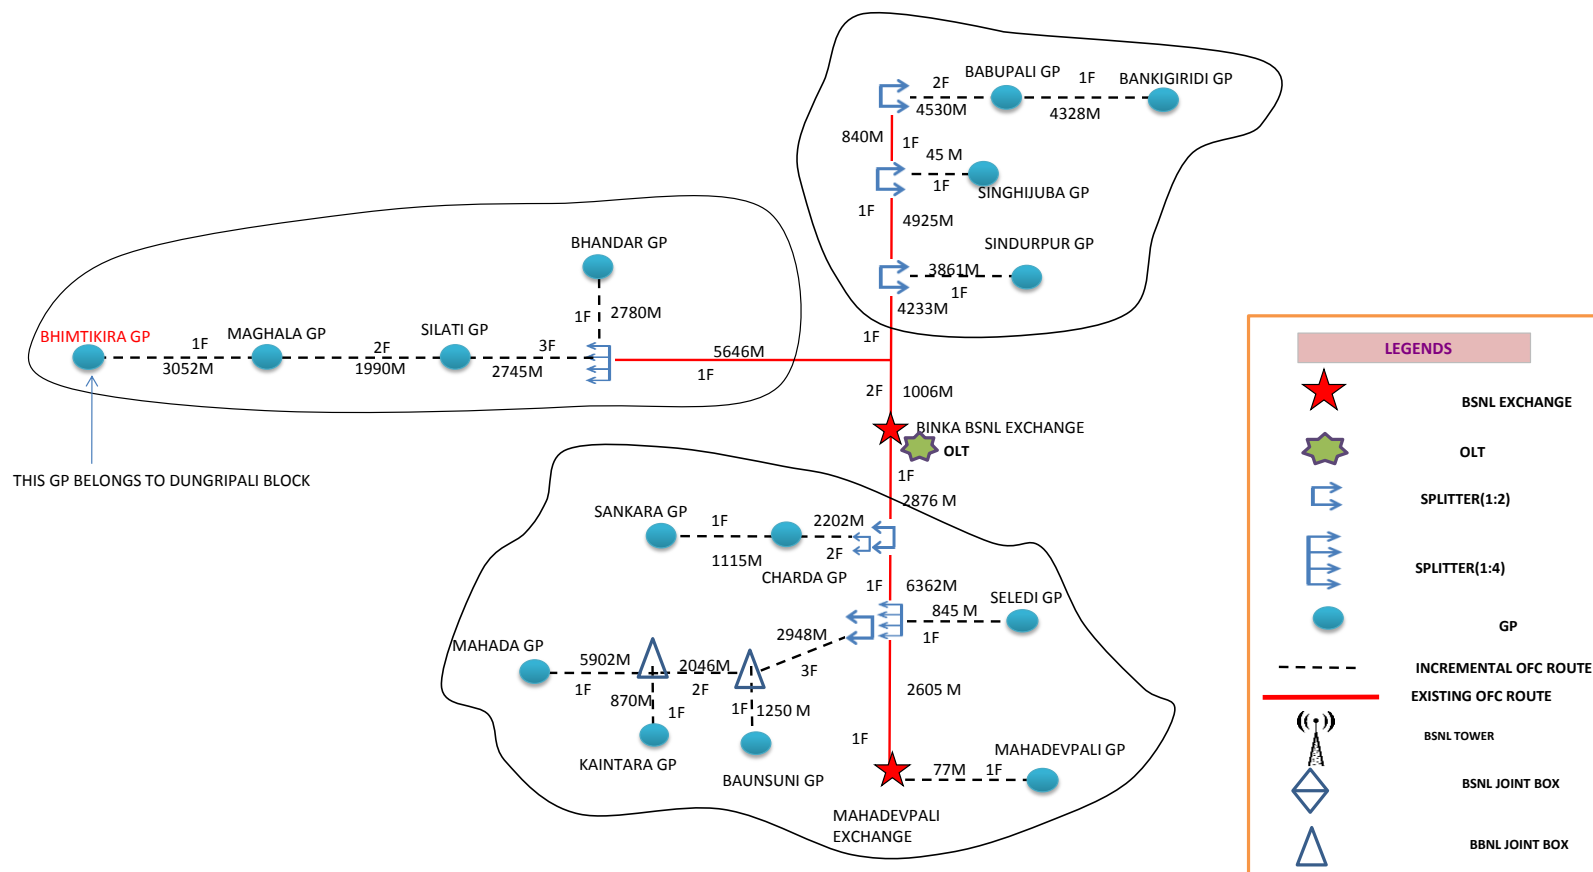 2F
BABUPALI GP
1F
BANKIGIRIDI GP
4530M
4328M
840M
1F
45 M
1F
SINGHIJUBA GP
1F
4925M
SINDURPUR GP
3861M
1F
4233M
1F
BHANDAR GP
2780M
1F
BHIMTIKIRA GP
1F
MAGHALA GP
2F
SILATI GP
3F
3052M
1990M
2745M
5646M
1F
2F
1006M
BINKA BSNL EXCHANGE
OLT
THIS GP BELONGS TO DUNGRIPALI BLOCK
1F
2876 M
SANKARA GP
1F
2202M
1115M
2F
CHARDA GP
1F
6362M
SELEDI GP
845 M
1F
2948M
3F
MAHADA GP
5902M
2046M
1F
870M
2F
1F
1F
1250 M
KAINTARA GP
BAUNSUNI GP
2605 M
1F
MAHADEVPALI GP
77M
1F
MAHADEVPALI
EXCHANGE
LEGENDS
BSNL EXCHANGE
OLT
SPLITTER(1:2)
SPLITTER(1:4)
GP
INCREMENTAL OFC ROUTE
EXISTING OFC ROUTE
BSNL TOWER
BSNL JOINT BOX
BBNL JOINT BOX